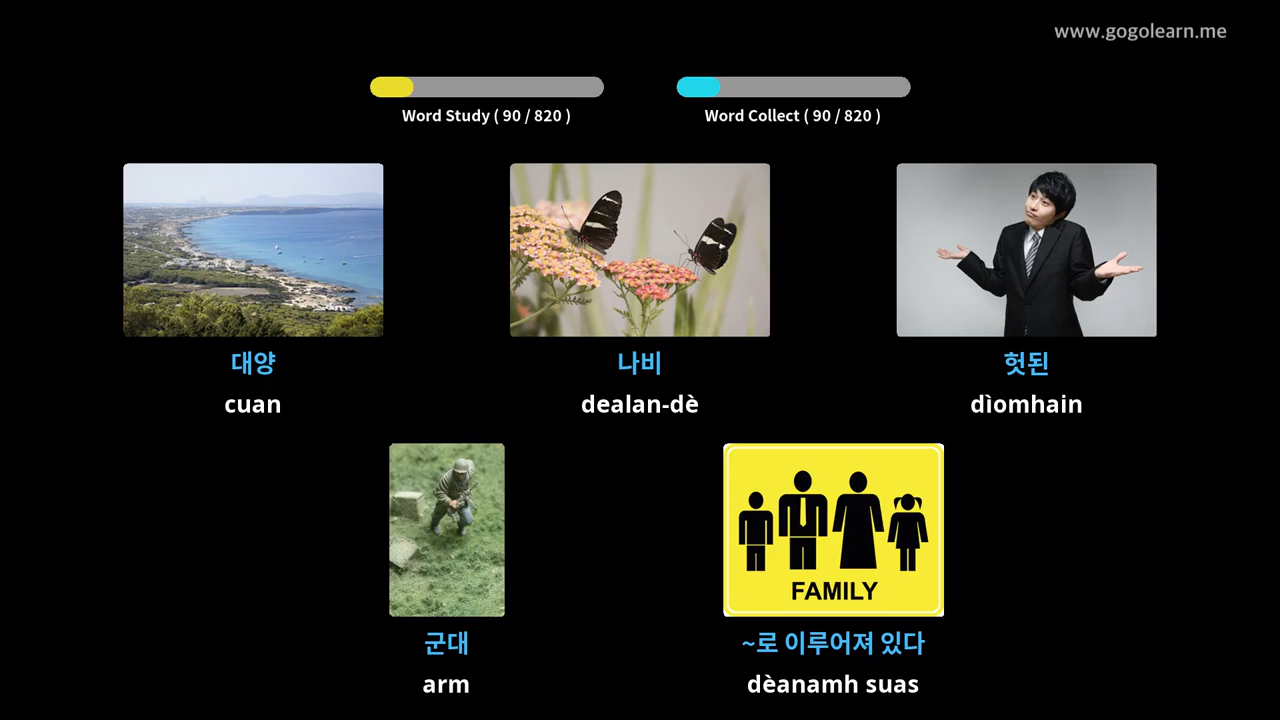 www.gogolearn.me
Word Study ( 90 / 820 )
Word Collect ( 90 / 820 )
대양
cuan
나비
dealan-dè
헛된
dìomhain
군대
arm
FAMILY
~로 이루어져 있다
dèanamh suas